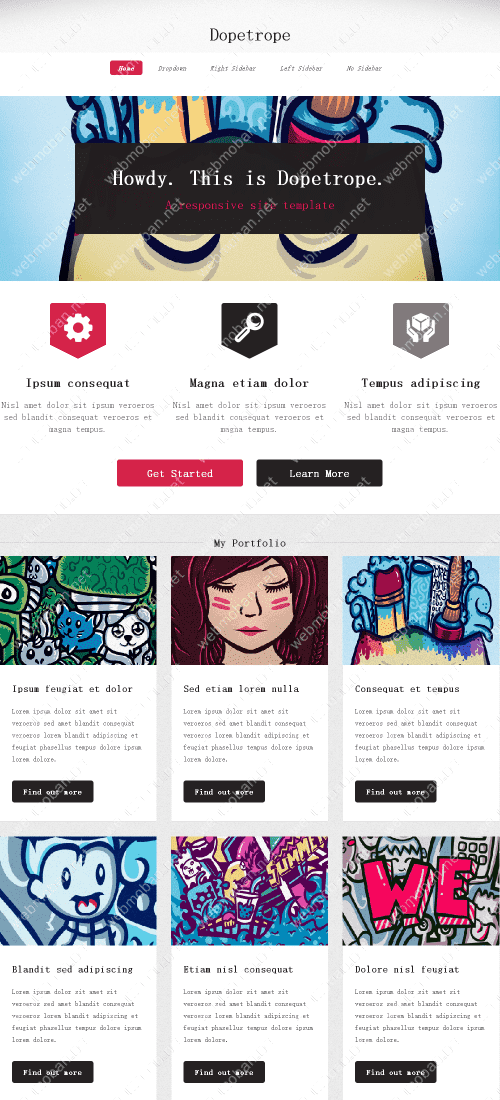 Dopetrope
Home Dropdown Right Sidebar Left Sidebar No Sidebar
Howdy. This is Dopetrope.
A responsive site template
Ipsum consequat
Magna etiam dolor
Tempus adipiscing
Nisl amet dolor sit ipsum veroeros
sed blandit consequat veroeros et
magna tempus.
Nisl amet dolor sit ipsum veroeros
sed blandit consequat veroeros et
magna tempus.
Nisl amet dolor sit ipsum veroeros
sed blandit consequat veroeros et
magna tempus.
Get Started
Learn More
My Portfolio
Ipsum feugiat et dolor
Lorem ipsum dolor sit amet sit
veroeros sed amet blandit consequat
veroeros lorem blandit adipiscing et
feugiat phasellus tempus dolore ipsum
lorem dolore.
Find out more
Sed etiam lorem nulla
Lorem ipsum dolor sit amet sit
veroeros sed amet blandit consequat
veroeros lorem blandit adipiscing et
feugiat phasellus tempus dolore ipsum
lorem dolore.
Find out more
Consequat et tempus
Lorem ipsum dolor sit amet sit
veroeros sed amet blandit consequat
veroeros lorem blandit adipiscing et
feugiat phasellus tempus dolore ipsum
lorem dolore.
Find out more
SUMME
WE
Blandit sed adipiscing
Lorem ipsum dolor sit amet sit
veroeros sed amet blandit consequat
veroeros lorem blandit adipiscing et
feugiat phasellus tempus dolore ipsum
lorem dolore.
Find out more
Etiam nisl consequat
Lorem ipsum dolor sit amet sit
veroeros sed amet blandit consequat
veroeros lorem blandit adipiscing et
feugiat phasellus tempus dolore ipsum
lorem dolore.
Find out more
Dolore nisl feugiat
Lorem ipsum dolor sit amet sit
veroeros sed amet blandit consequat
veroeros lorem blandit adipiscing et
feugiat phasellus tempus dolore ipsum
lorem dolore.
Find out more
webmoban.net